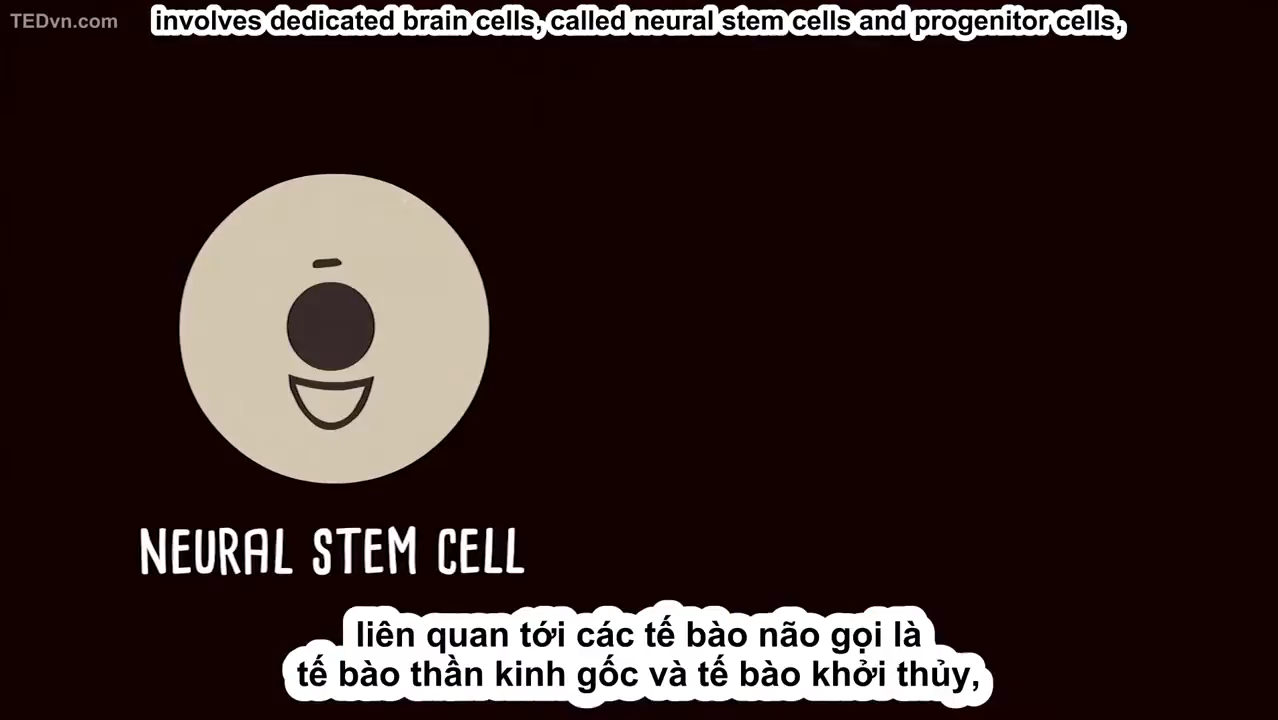 TEDvn.com
involves dedicated brain cells, called neural stem cells and progenitor cells,
NEURAL STEM CELL
liên quan tới các tế bào não gọi là
tế bào thần kinh gốc và tế bào khởi thủy,